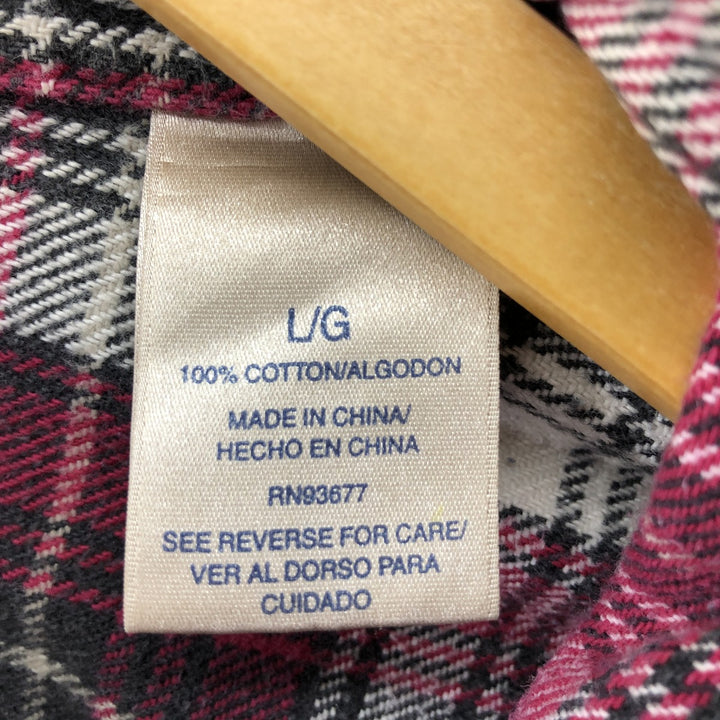 L/G
100% COTTON/ALGODON
MADE IN CHINA/
HECHO EN CHINA
RN93677
SEE REVERSE FOR CARE/
VER AL DORSO PARA
CUIDADO